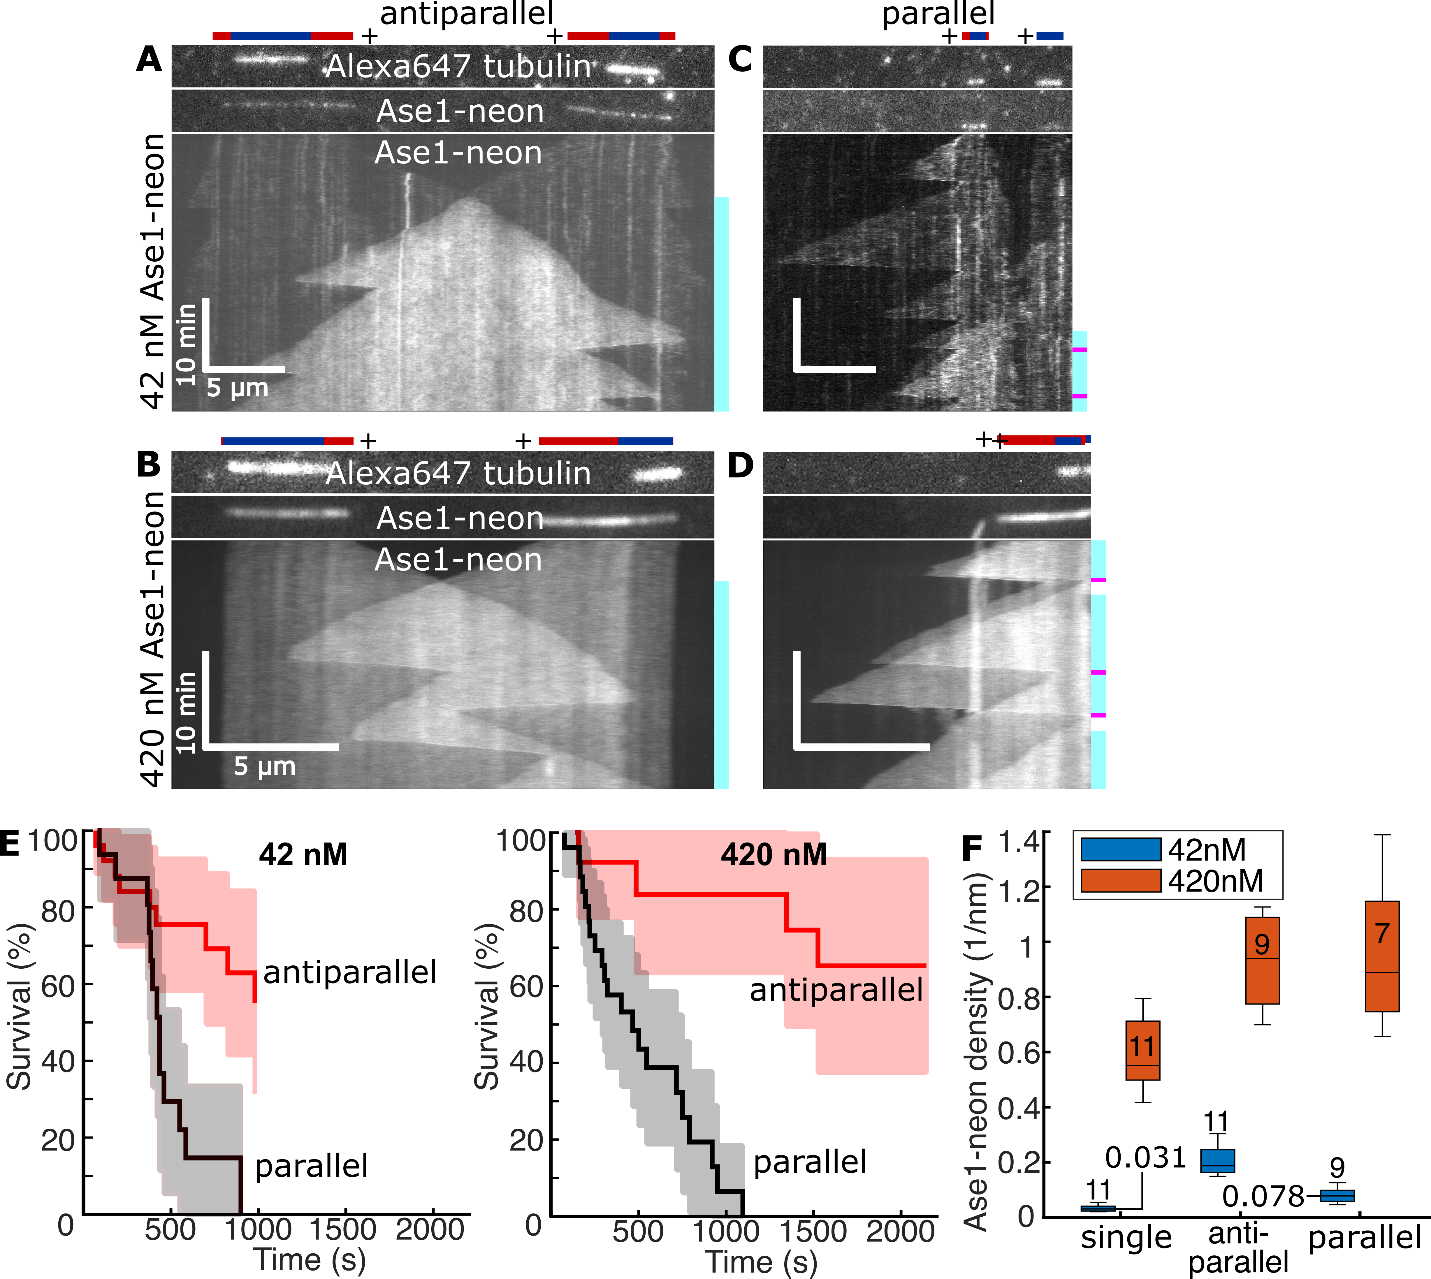 antiparallel
parallel
+
+
+
+
A
Alexa647 tubulin
C
Ase1-neon
Ase1-neon
42 nM Ase1-neon
10 min
5 µm
+
+
++
B
Alexa647 tubulin
D
Ase1-neon
Ase1-neon
420 nM Ase1-neon
10 min
5 µm
E
100
80
60
40
20
0
Survival (%)
42 nM
antiparallel
parallel
500
1000
1500
2000
Time (s)
100
80
60
40
20
0
Survival (%)
420 nM
antiparallel
parallel
500
1000
1500
2000
Time (s)
F
1.4
1.2
1
0.8
0.6
0.4
0.2
0
Ase1-neon density (1/nm)
42nM
420nM
11
0.031
11
11
9
0.078
9
7
single
anti-
parallel
parallel